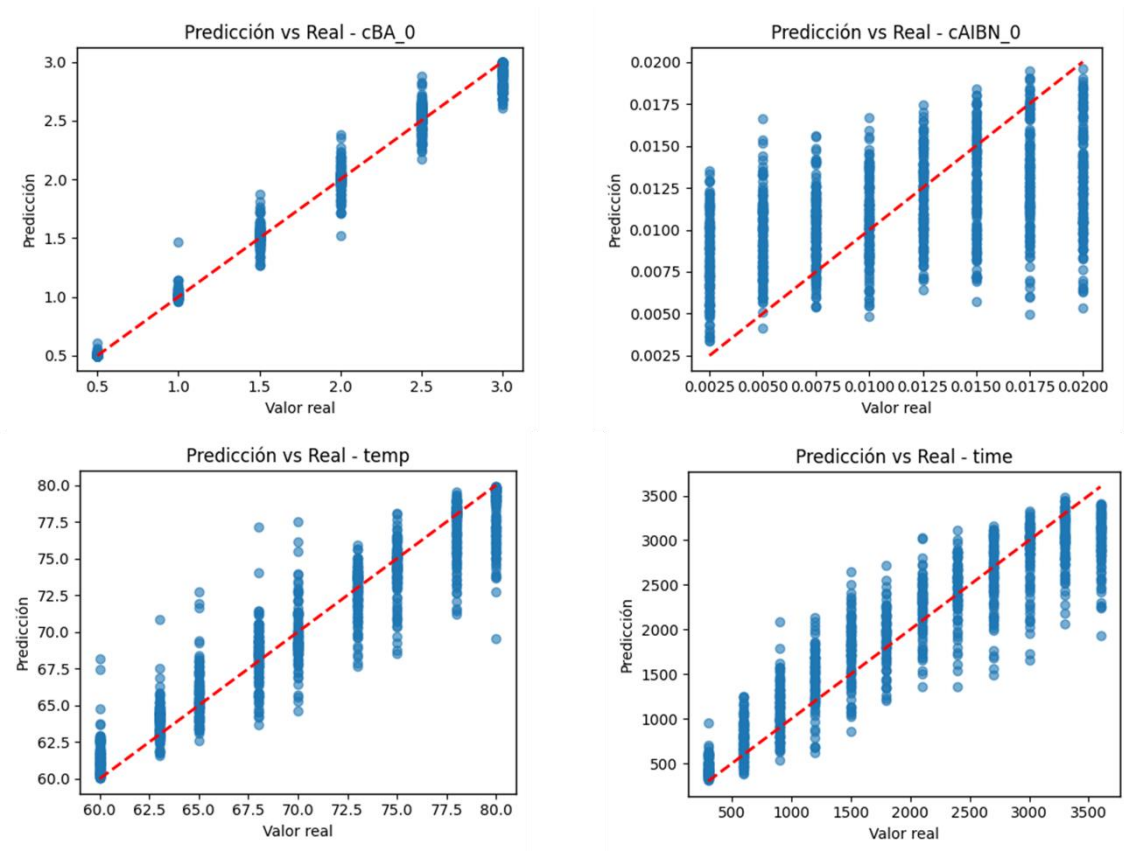 Predicción vs Real - cBA_0
3.0
2.5
2.0
1.5
1.0
0.5
Predicción
0.5 1.0 1.5 2.0 2.5 3.0
Valor real
Predicción vs Real - cAIBN_0
0.0200
0.0175
0.0150
0.0125
0.0100
0.0075
0.0050
0.0025
Predicción
0.0025 0.0050 0.0075 0.0100 0.0125 0.0150 0.0175 0.0200
Valor real
Predicción vs Real - temp
80.0
77.5
75.0
72.5
70.0
67.5
65.0
62.5
60.0
Predicción
60.0 62.5 65.0 67.5 70.0 72.5 75.0 77.5 80.0
Valor real
Predicción vs Real - time
3500
3000
2500
2000
1500
1000
500
Predicción
500 1000 1500 2000 2500 3000 3500
Valor real